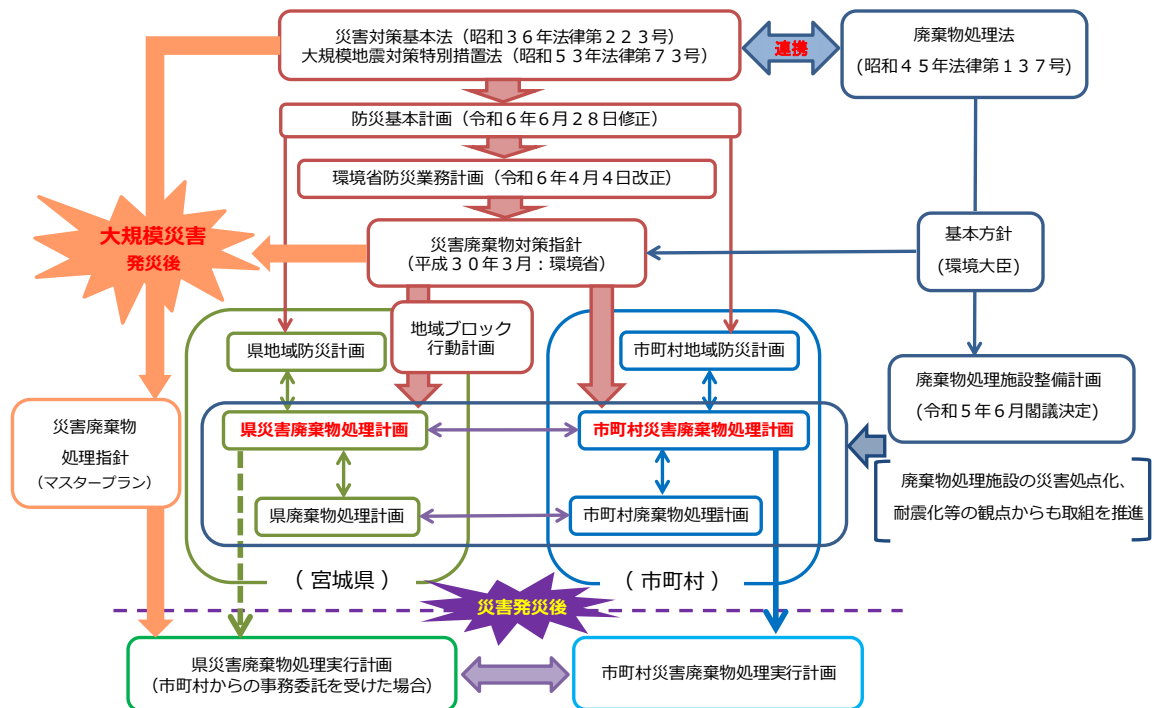 災害対策基本法（昭和３６年法律第２２３号）
大規模地震対策特別措置法（昭和５３年法律第７３号）
連携
廃棄物処理法
(昭和４５年法律第１３７号)
防災基本計画（令和６年６月２８日修正）
環境省防災業務計画（令和６年４月４日改正）
大規模災害
発災後
災害廃棄物対策指針
（平成３０年３月：環境省）
基本方針
(環境大臣)
地域ブロック
行動計画
県地域防災計画
市町村地域防災計画
廃棄物処理施設整備計画
(令和５年６月閣議決定)
災害廃棄物
処理指針
（マスタープラン）
県災害廃棄物処理計画
市町村災害廃棄物処理計画
廃棄物処理施設の災害処点化、
耐震化等の観点からも取組を推進
県廃棄物処理計画
市町村廃棄物処理計画
（ 宮城県 ）
（ 市町村 ）
災害発災後
県災害廃棄物処理実行計画
（市町村からの事務委託を受けた場合）
市町村災害廃棄物処理実行計画